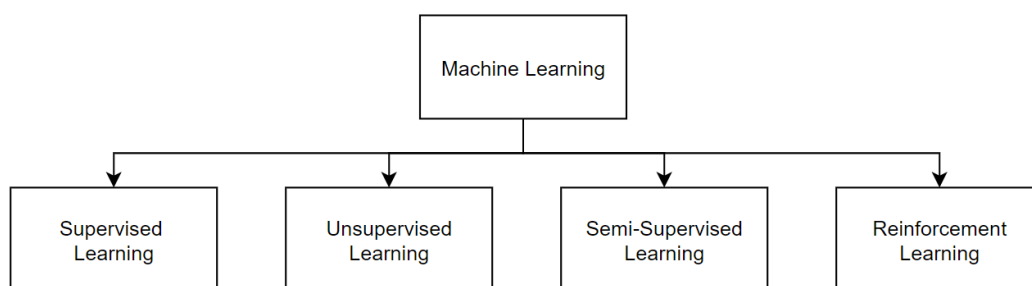 Machine Learning
Supervised
Learning
Unsupervised
Learning
Semi-Supervised
Learning
Reinforcement
Learning